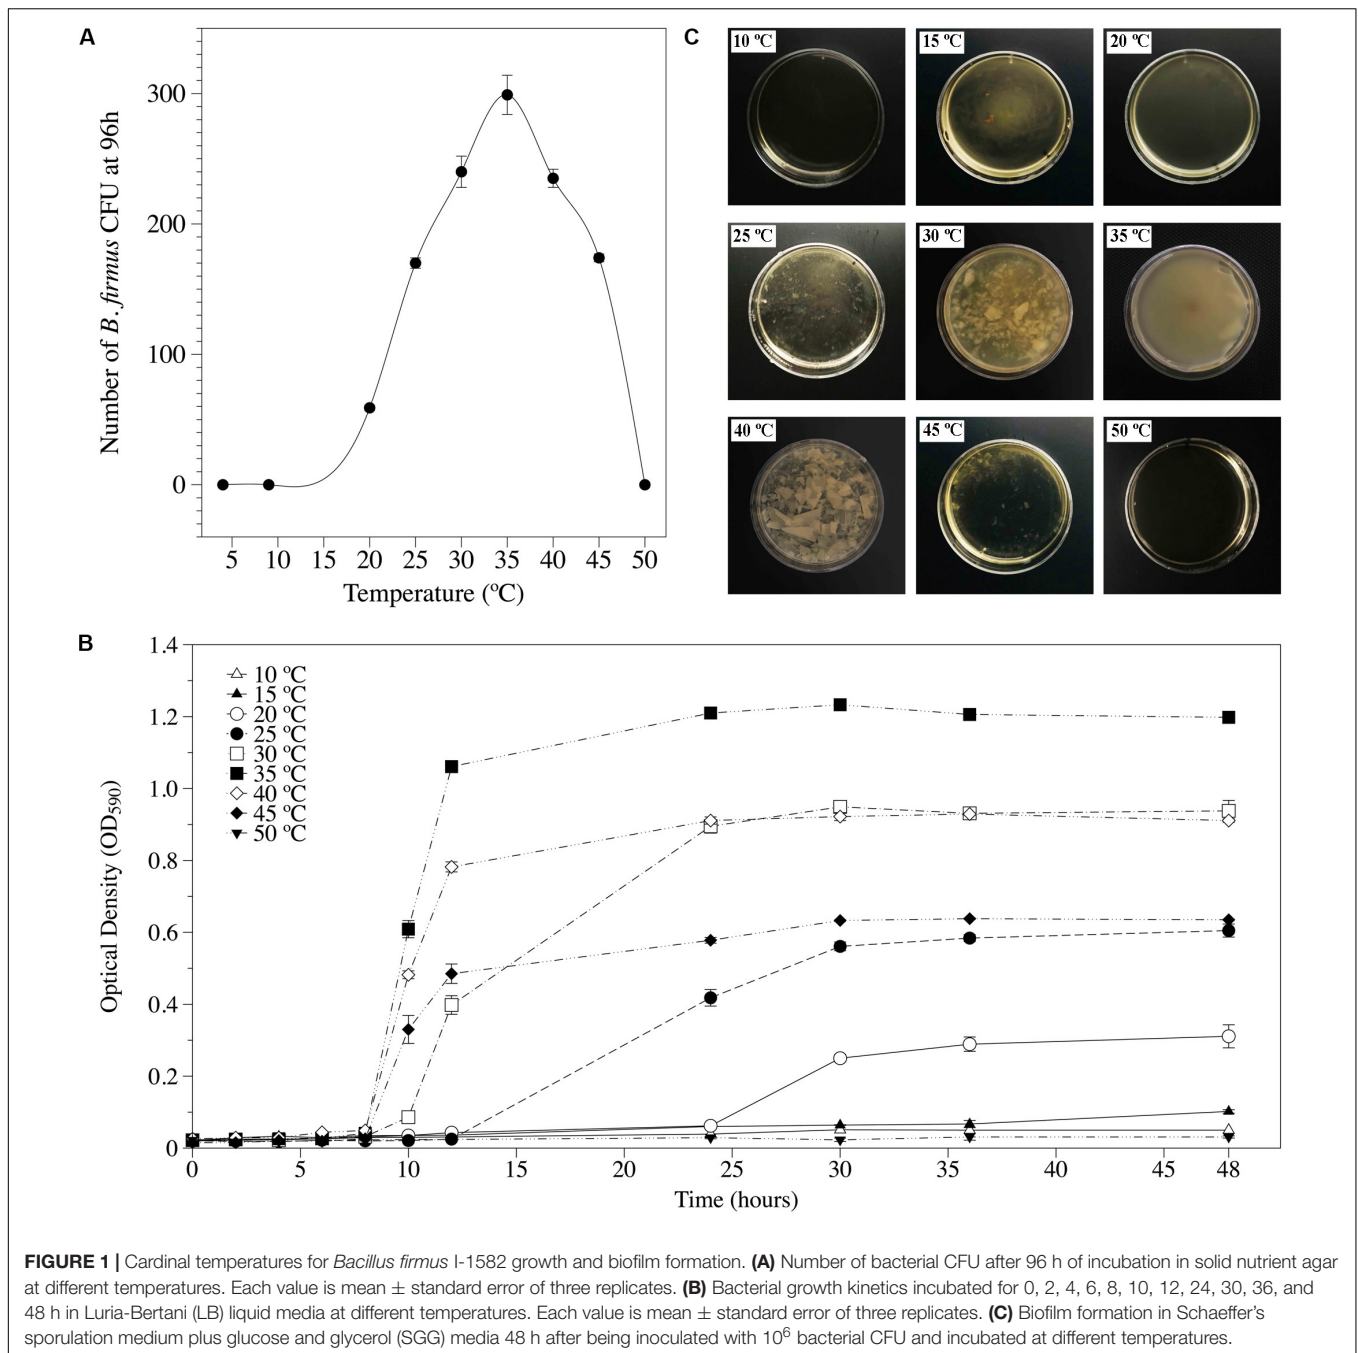 A
Number of B. firmus CFU at 96h
300
200
100
0
5 10 15 20 25 30 35 40 45 50
Temperature (ºC)
C
10 ºC 15 ºC 20 ºC
25 ºC 30 ºC 35 ºC
40 ºC 45 ºC 50 ºC
B
Optical Density (OD590)
1.4
1.2
1.0
0.8
0.6
0.4
0.2
0
10 ºC
15 ºC
20 ºC
25 ºC
30 ºC
35 ºC
40 ºC
45 ºC
50 ºC
0 5 10 15 20 25 30 35 40 45 48
Time (hours)
FIGURE 1 | Cardinal temperatures for Bacillus firmus I-1582 growth and biofilm formation. (A) Number of bacterial CFU after 96 h of incubation in solid nutrient agar
at different temperatures. Each value is mean ± standard error of three replicates. (B) Bacterial growth kinetics incubated for 0, 2, 4, 6, 8, 10, 12, 24, 30, 36, and
48 h in Luria-Bertani (LB) liquid media at different temperatures. Each value is mean ± standard error of three replicates. (C) Biofilm formation in Schaeffer's
sporulation medium plus glucose and glycerol (SGG) media 48 h after being inoculated with 10⁶ bacterial CFU and incubated at different temperatures.